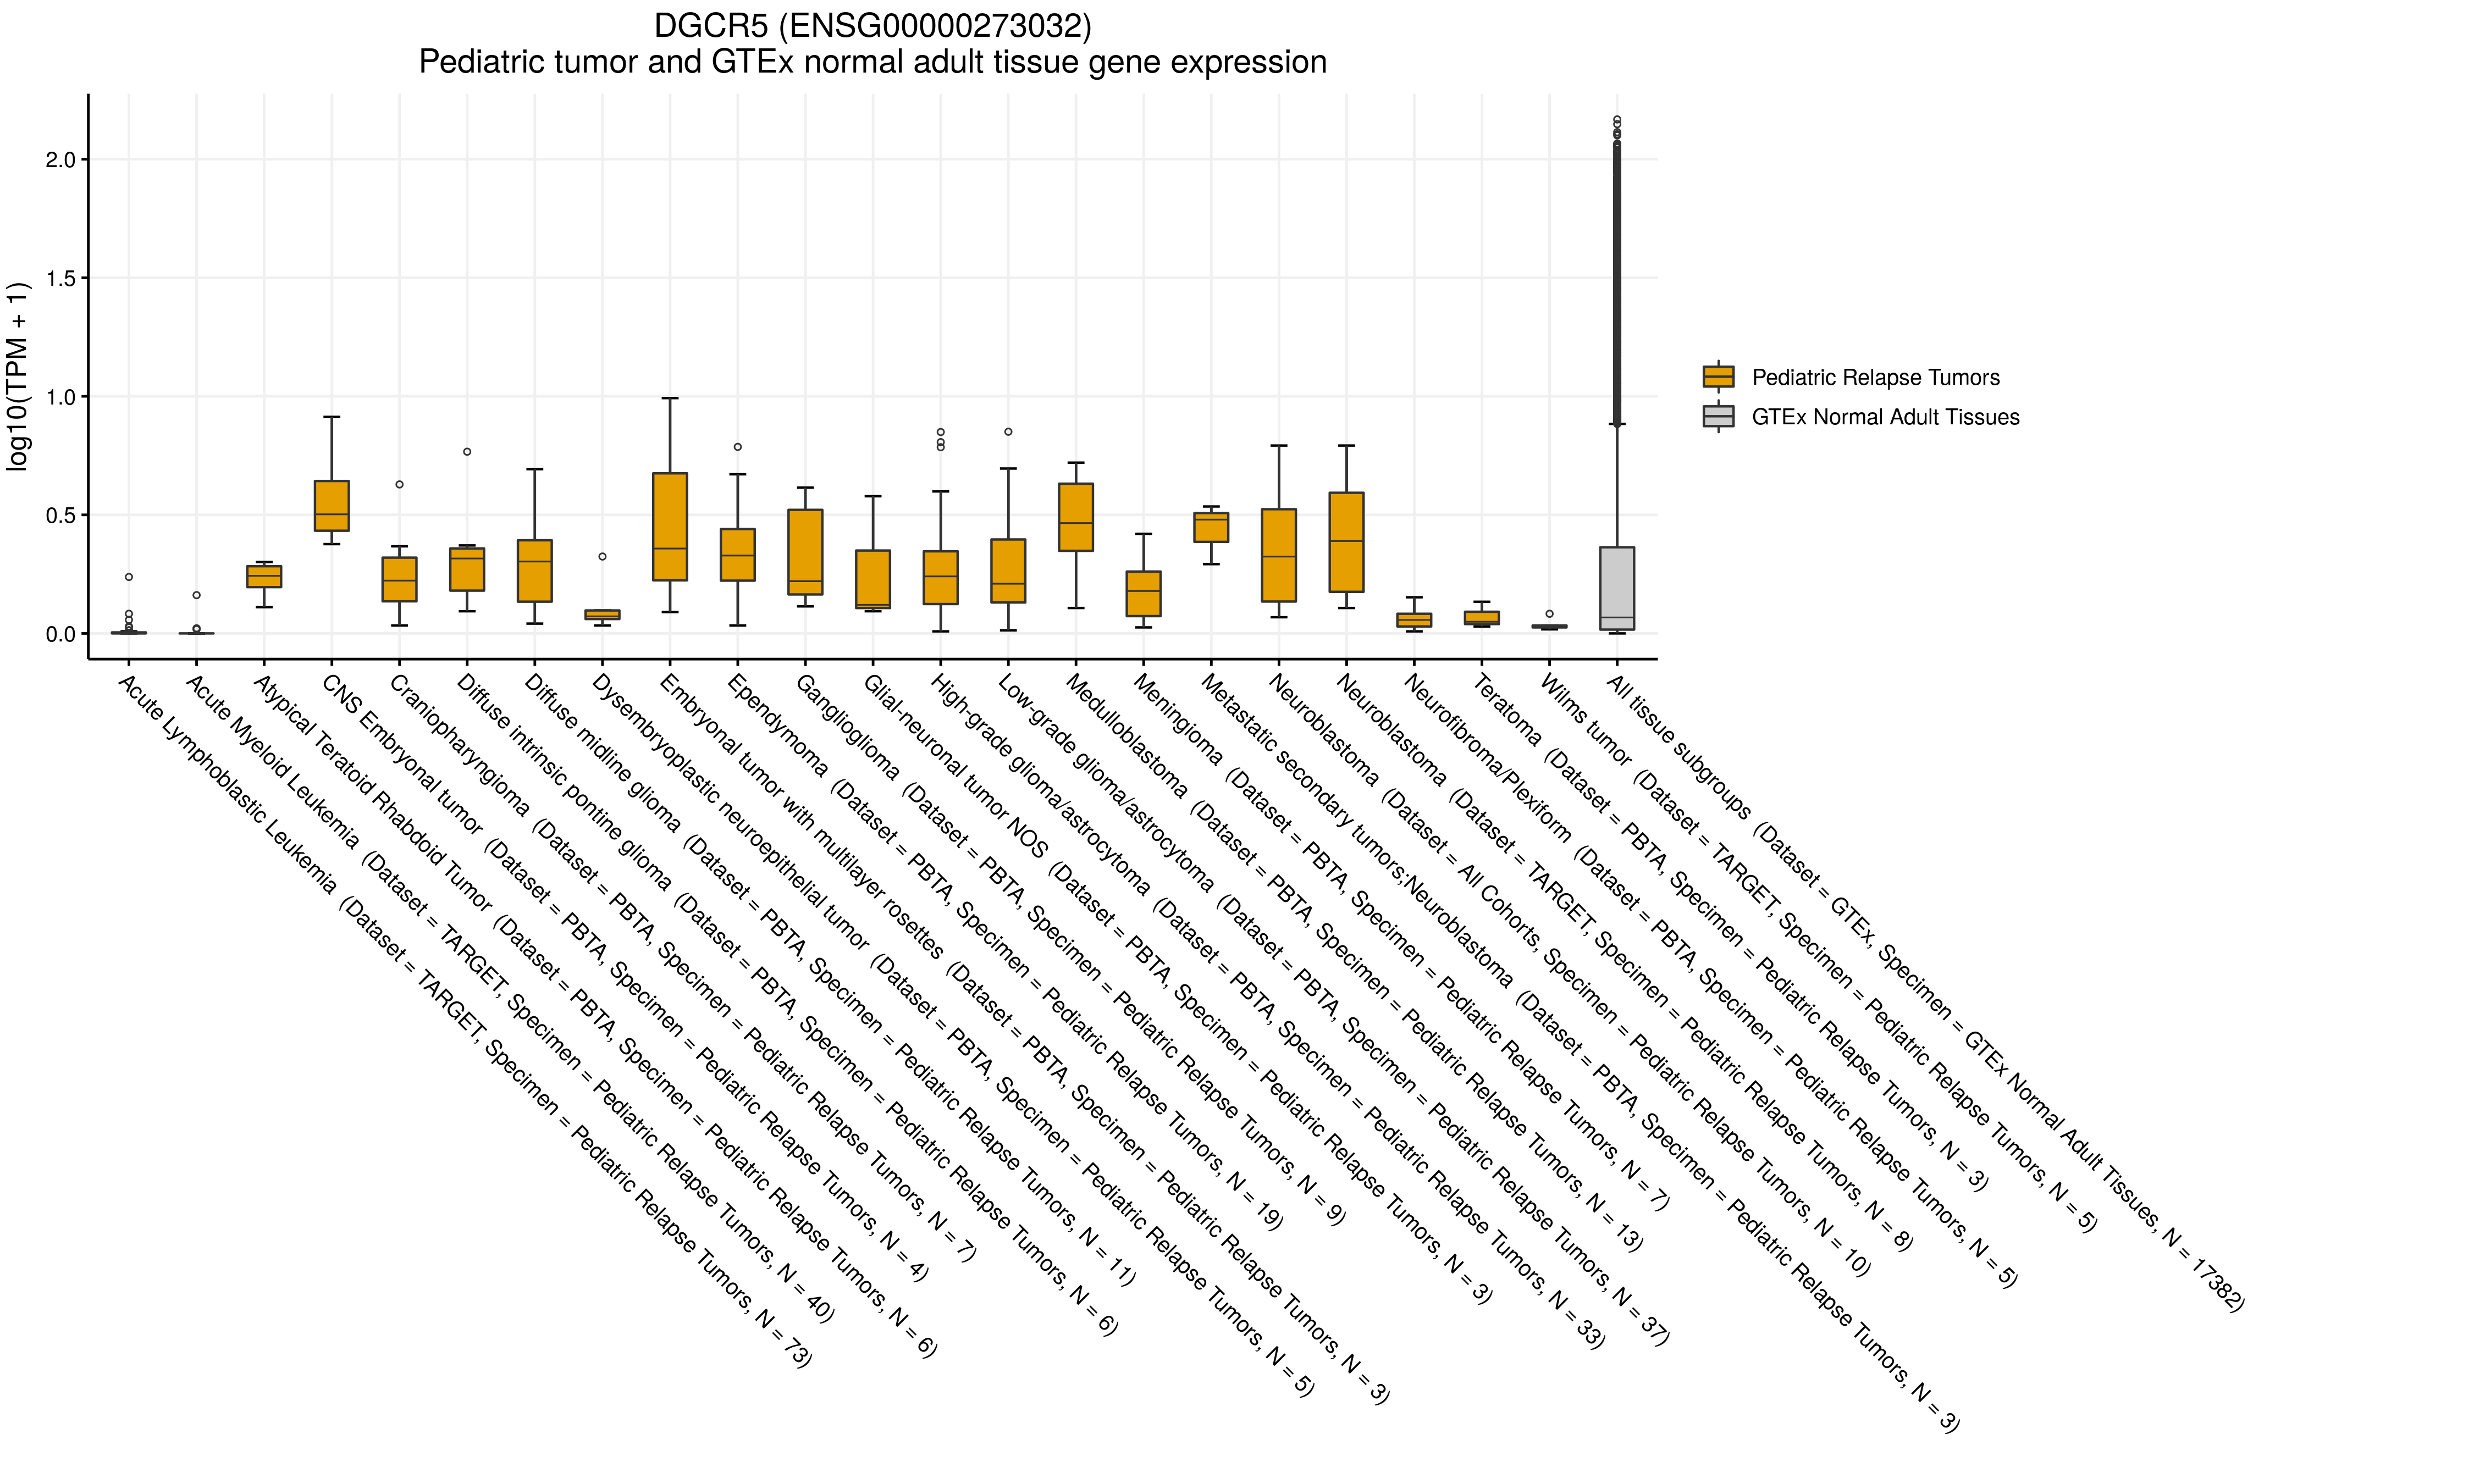 DGCR5 (ENSG00000273032)
Pediatric tumor and GTEx normal adult tissue gene expression
log10(TPM + 1)
2.0
1.5
1.0
0.5
0.0
Pediatric Relapse Tumors
GTEx Normal Adult Tissues
Acute Lymphoblastic Leukemia (Dataset = TARGET, Specimen = Pediatric Relapse Tumors, N = 73)
Acute Myeloid Leukemia (Dataset = TARGET, Specimen = Pediatric Relapse Tumors, N = 40)
Atypical Teratoid Rhabdoid Tumor (Dataset = PBTA, Specimen = Pediatric Relapse Tumors, N = 6)
CNS Embryonal tumor (Dataset = PBTA, Specimen = Pediatric Relapse Tumors, N = 4)
Craniopharyngioma (Dataset = PBTA, Specimen = Pediatric Relapse Tumors, N = 7)
Diffuse intrinsic pontine glioma (Dataset = PBTA, Specimen = Pediatric Relapse Tumors, N = 6)
Diffuse midline glioma (Dataset = PBTA, Specimen = Pediatric Relapse Tumors, N = 11)
Dysembryoplastic neuroepithelial tumor (Dataset = PBTA, Specimen = Pediatric Relapse Tumors, N = 5)
Embryonal tumor with multilayer rosettes (Dataset = PBTA, Specimen = Pediatric Relapse Tumors, N = 3)
Ependymoma (Dataset = PBTA, Specimen = Pediatric Relapse Tumors, N = 19)
Ganglioglioma (Dataset = PBTA, Specimen = Pediatric Relapse Tumors, N = 9)
Glial-neuronal tumor NOS (Dataset = PBTA, Specimen = Pediatric Relapse Tumors, N = 3)
High-grade glioma/astrocytoma (Dataset = PBTA, Specimen = Pediatric Relapse Tumors, N = 33)
Low-grade glioma/astrocytoma (Dataset = PBTA, Specimen = Pediatric Relapse Tumors, N = 37)
Medulloblastoma (Dataset = PBTA, Specimen = Pediatric Relapse Tumors, N = 13)
Meningioma (Dataset = PBTA, Specimen = Pediatric Relapse Tumors, N = 7)
Metastatic secondary tumors;Neuroblastoma (Dataset = PBTA, Specimen = Pediatric Relapse Tumors, N = 3)
Neuroblastoma (Dataset = All Cohorts, Specimen = Pediatric Relapse Tumors, N = 10)
Neuroblastoma (Dataset = TARGET, Specimen = Pediatric Relapse Tumors, N = 8)
Neurofibroma/Plexiform (Dataset = PBTA, Specimen = Pediatric Relapse Tumors, N = 5)
Teratoma (Dataset = PBTA, Specimen = Pediatric Relapse Tumors, N = 3)
Wilms tumor (Dataset = TARGET, Specimen = Pediatric Relapse Tumors, N = 5)
All tissue subgroups (Dataset = GTEx, Specimen = GTEx Normal Adult Tissues, N = 17382)